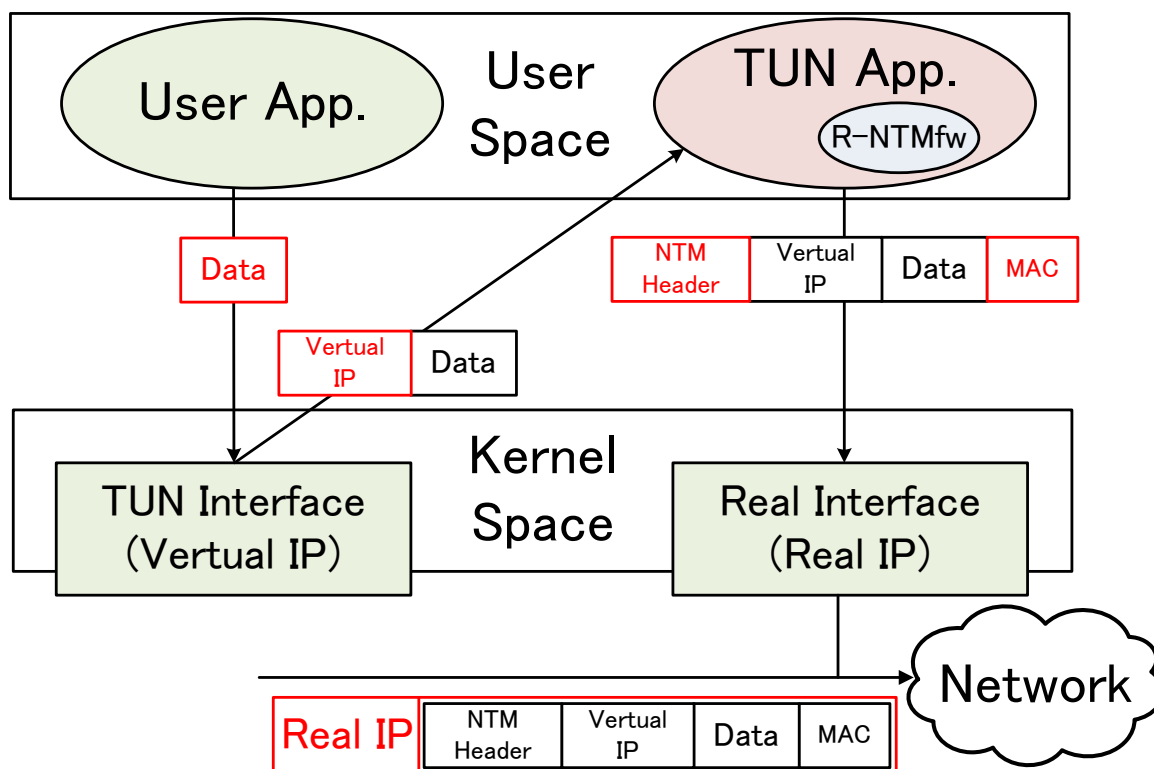 User App.
User
Space
TUN App.
R-NTMfw
Data
NTM
Header
Vertual
IP
Data
MAC
Vertual
IP
Data
Kernel
Space
TUN Interface
(Vertual IP)
Real Interface
(Real IP)
Network
Real IP
NTM
Header
Vertual
IP
Data
MAC